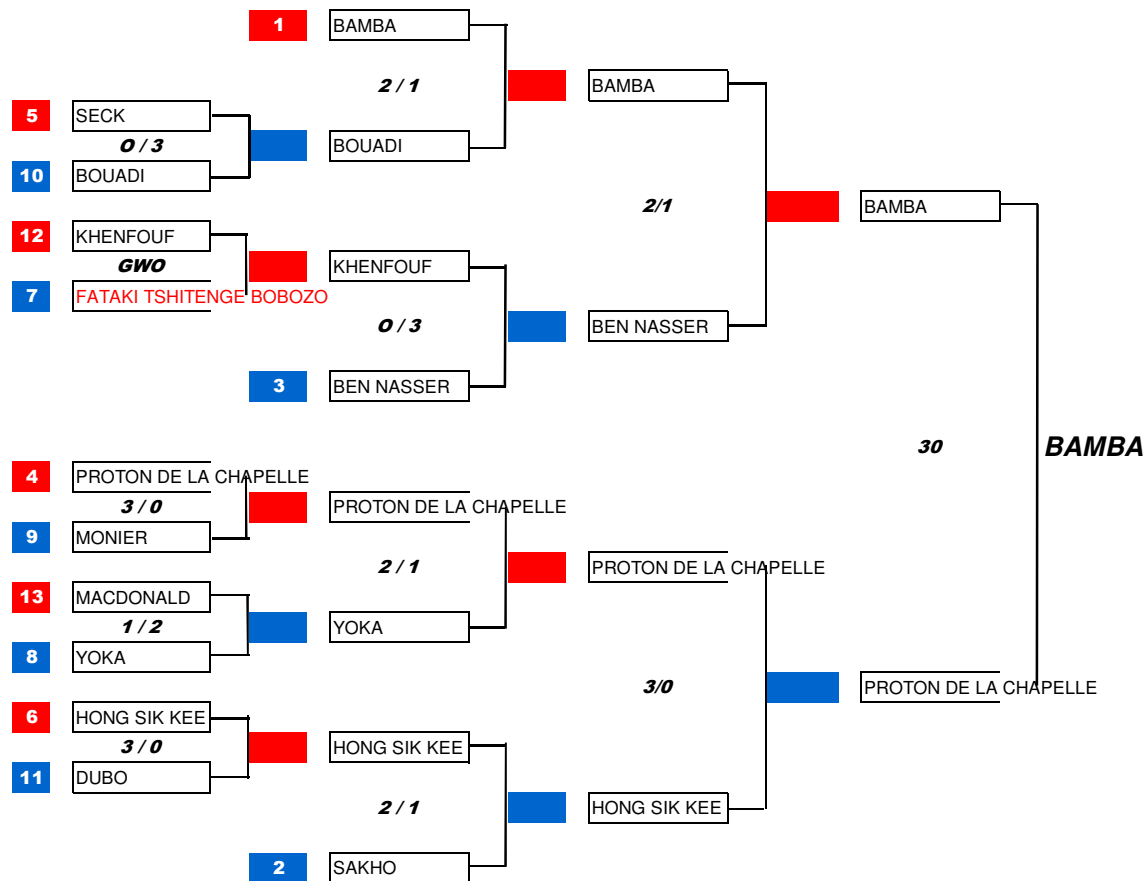 1 BAMBA
2 / 1
BAMBA
5 SECK
0 / 3
BOUADI
10 BOUADI
2/1
BAMBA
12 KHENFOUF
GWO
KHENFOUF
7 FATAKI TSHITENGE BOBOZO
0 / 3
BEN NASSER
3 BEN NASSER
30
BAMBA
4 PROTON DE LA CHAPELLE
3 / 0
PROTON DE LA CHAPELLE
9 MONIER
2 / 1
PROTON DE LA CHAPELLE
13 MACDONALD
1 / 2
YOKA
8 YOKA
3/0
PROTON DE LA CHAPELLE
6 HONG SIK KEE
3 / 0
HONG SIK KEE
11 DUBO
2 / 1
HONG SIK KEE
2 SAKHO